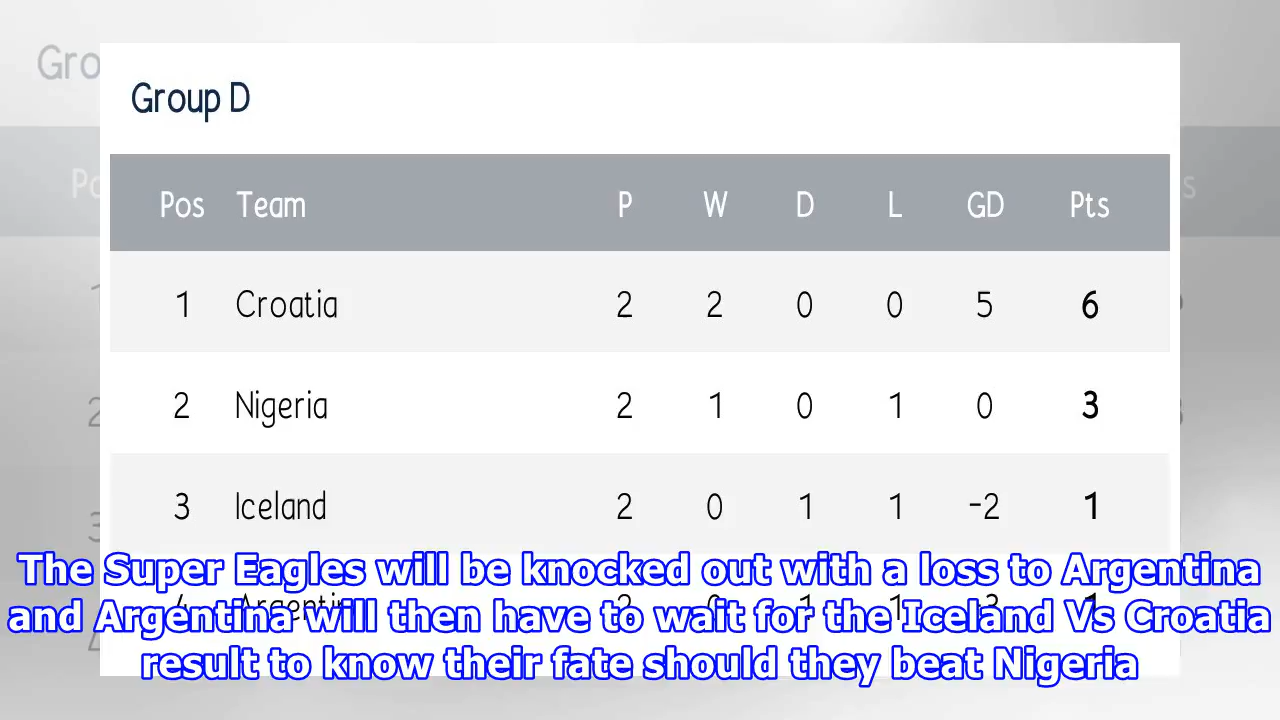 Group D
Pos Team P W D L GD Pts
1 Croatia 2 2 0 0 5 6
2 Nigeria 2 1 0 1 0 3
3 Iceland 2 0 1 1 -2 1
The Super Eagles will be knocked out with a loss to Argentina
and Argentina will then have to wait for the Iceland Vs Croatia
result to know their fate should they beat Nigeria